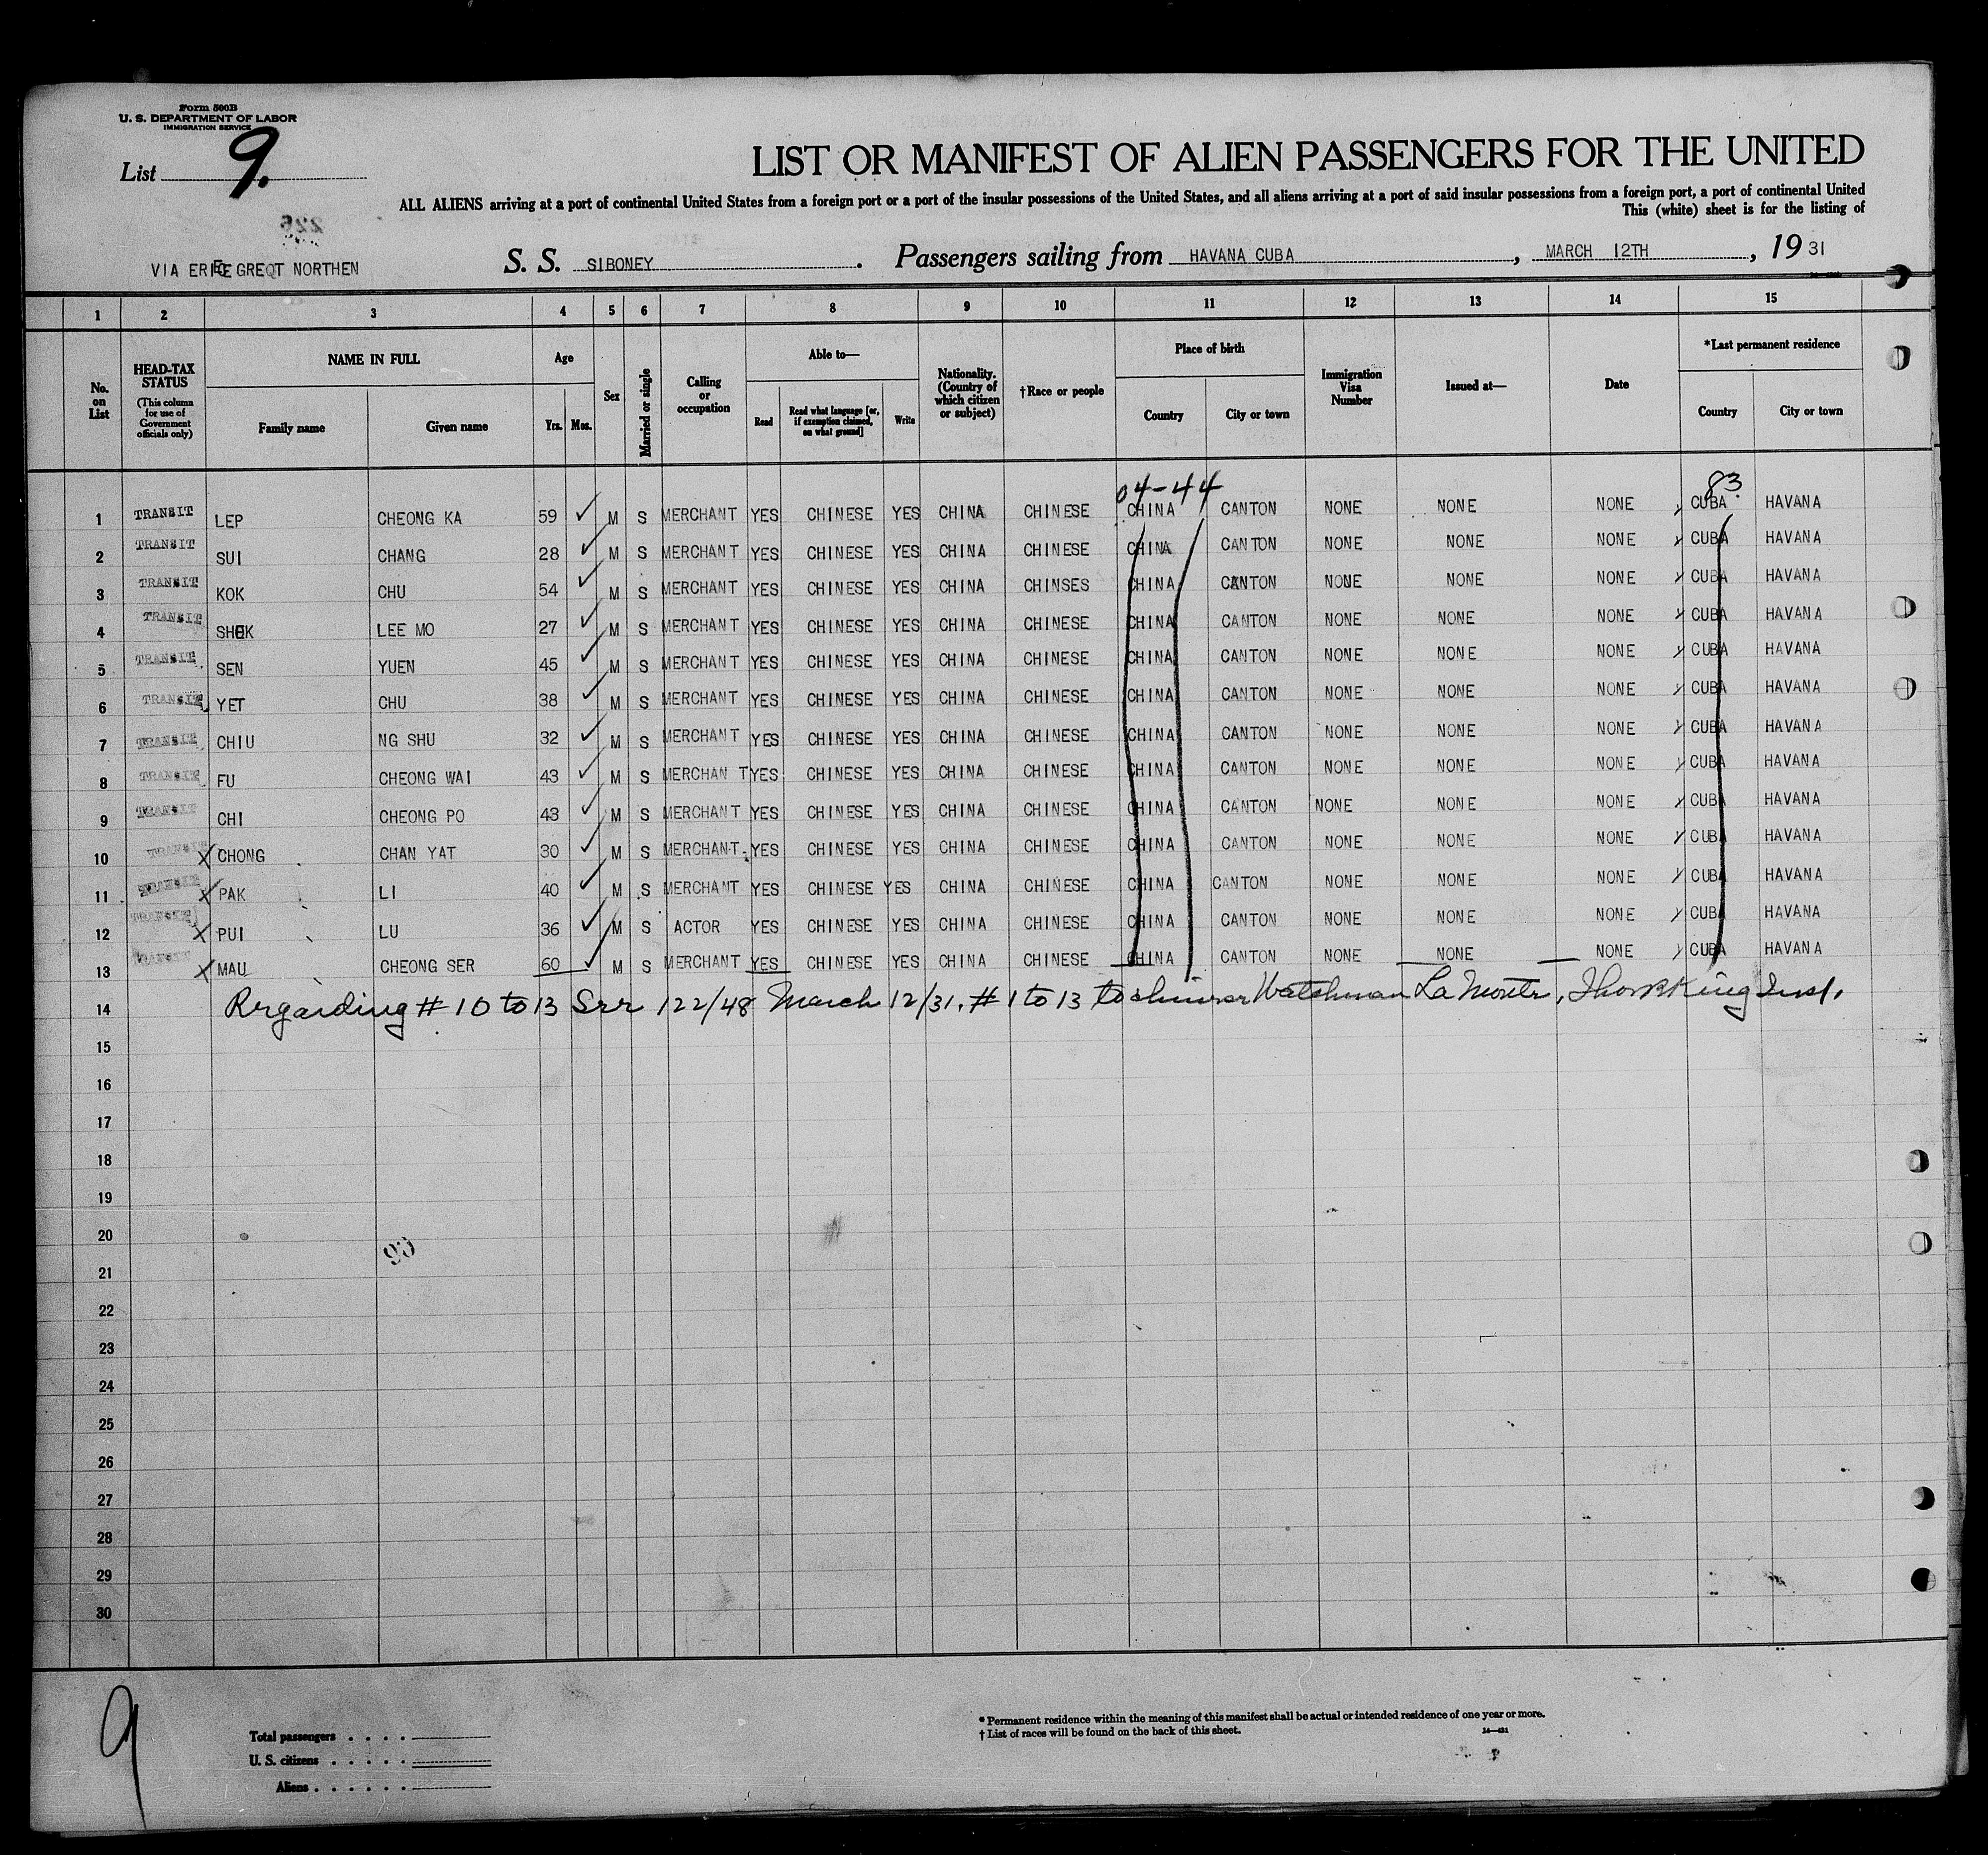 Form 500B
U. S. DEPARTMENT OF LABOR
IMMIGRATION SERVICE
List 9.
LIST OR MANIFEST OF ALIEN PASSENGERS FOR THE UNITED
ALL ALIENS arriving at a port of continental United States from a foreign port or a port of the insular possessions of the United States, and all aliens arriving at a port of said insular possessions from a foreign port, a port of continental United
This (white) sheet is for the listing of
VIA ERIE GREQT NORTHEN S. S. SIBONEY. Passengers sailing from HAVANA CUBA, MARCH 12TH, 1931
1 2 3 4 5 6 7 8 9 10 11 12 13 14 15
No. on List
HEAD-TAX STATUS (This column for use of Government officials only)
NAME IN FULL Family name Given name
Age Yrs. Mos.
Sex
Married or single
Calling or occupation
Able to— Read Read what language [or, if exemption claimed, on what ground] Write
Nationality. (Country of which citizen or subject)
†Race or people
Place of birth Country City or town
Immigration Visa Number
Issued at—
Date
*Last permanent residence Country City or town
04-44 83
1 TRANSIT LEP CHEONG KA 59 M S MERCHANT YES CHINESE YES CHINA CHINESE CHINA CANTON NONE NONE NONE CUBA HAVANA
2 TRANSIT SUI CHANG 28 M S MERCHANT YES CHINESE YES CHINA CHINESE CHINA CANTON NONE NONE NONE CUBA HAVANA
3 TRANSIT KOK CHU 54 M S MERCHANT YES CHINESE YES CHINA CHINSES CHINA CANTON NONE NONE NONE CUBA HAVANA
4 TRANSIT SHEK LEE MO 27 M S MERCHANT YES CHINESE YES CHINA CHINESE CHINA CANTON NONE NONE NONE CUBA HAVANA
5 TRANSIT SEN YUEN 45 M S MERCHANT YES CHINESE YES CHINA CHINESE CHINA CANTON NONE NONE NONE CUBA HAVANA
6 TRANSIT YET CHU 38 M S MERCHANT YES CHINESE YES CHINA CHINESE CHINA CANTON NONE NONE NONE CUBA HAVANA
7 TRANSIT CHIU NG SHU 32 M S MERCHANT YES CHINESE YES CHINA CHINESE CHINA CANTON NONE NONE NONE CUBA HAVANA
8 TRANSIT FU CHEONG WAI 43 M S MERCHAN T YES CHINESE YES CHINA CHINESE CHINA CANTON NONE NONE NONE CUBA HAVANA
9 TRANSIT CHI CHEONG PO 43 M S MERCHANT YES CHINESE YES CHINA CHINESE CHINA CANTON NONE NONE NONE CUBA HAVANA
10 TRANSIT X CHONG CHAN YAT 30 M S MERCHANT YES CHINESE YES CHINA CHINESE CHINA CANTON NONE NONE NONE CUBA HAVANA
11 TRANSIT X PAK LI 40 M S MERCHANT YES CHINESE YES CHINA CHINESE CHINA CANTON NONE NONE NONE CUBA HAVANA
12 TRANSIT X PUI LU 36 M S ACTOR YES CHINESE YES CHINA CHINESE CHINA CANTON NONE NONE NONE CUBA HAVANA
13 TRANSIT X MAU CHEONG SER 60 M S MERCHANT YES CHINESE YES CHINA CHINESE CHINA CANTON NONE NONE NONE CUBA HAVANA
14 Regarding # 10 to 13 See 122/48 March 12/31. # 1 to 13 to Watchman
15
16
17
18
19
20
21
22
23
24
25
26
27
28
29
30
9
Total passengers
U. S. citizens
Aliens
* Permanent residence within the meaning of this manifest shall be actual or intended residence of one year or more.
† List of races will be found on the back of this sheet.